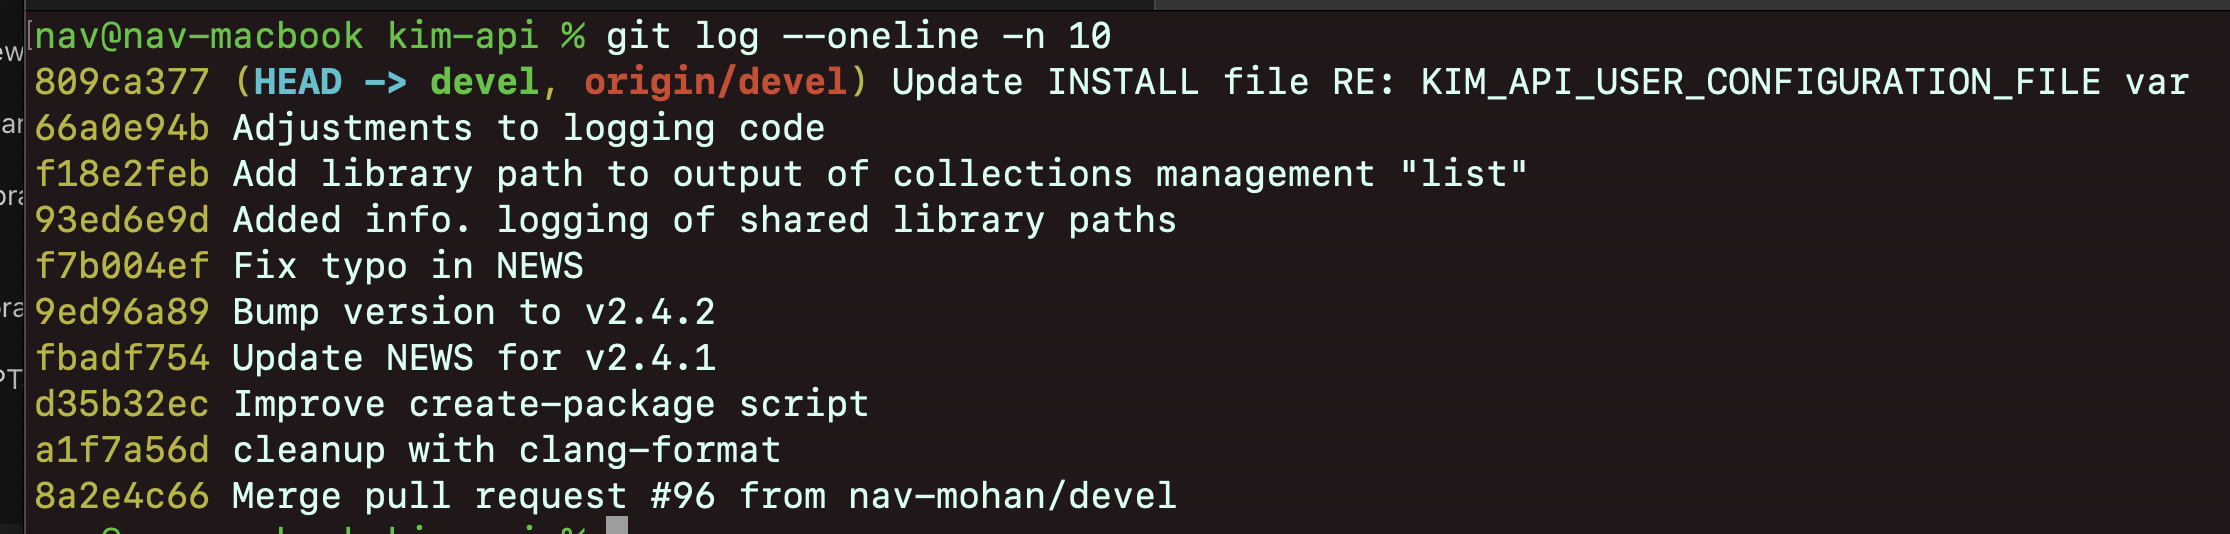 nav@nav-macbook kim-api % git log --oneline -n 10
809ca377 (HEAD -> devel, origin/devel) Update INSTALL file RE: KIM_API_USER_CONFIGURATION_FILE var
66a0e94b Adjustments to logging code
f18e2feb Add library path to output of collections management "list"
93ed6e9d Added info. logging of shared library paths
f7b004ef Fix typo in NEWS
9ed96a89 Bump version to v2.4.2
fbadf754 Update NEWS for v2.4.1
d35b32ec Improve create-package script
a1f7a56d cleanup with clang-format
8a2e4c66 Merge pull request #96 from nav-mohan/devel